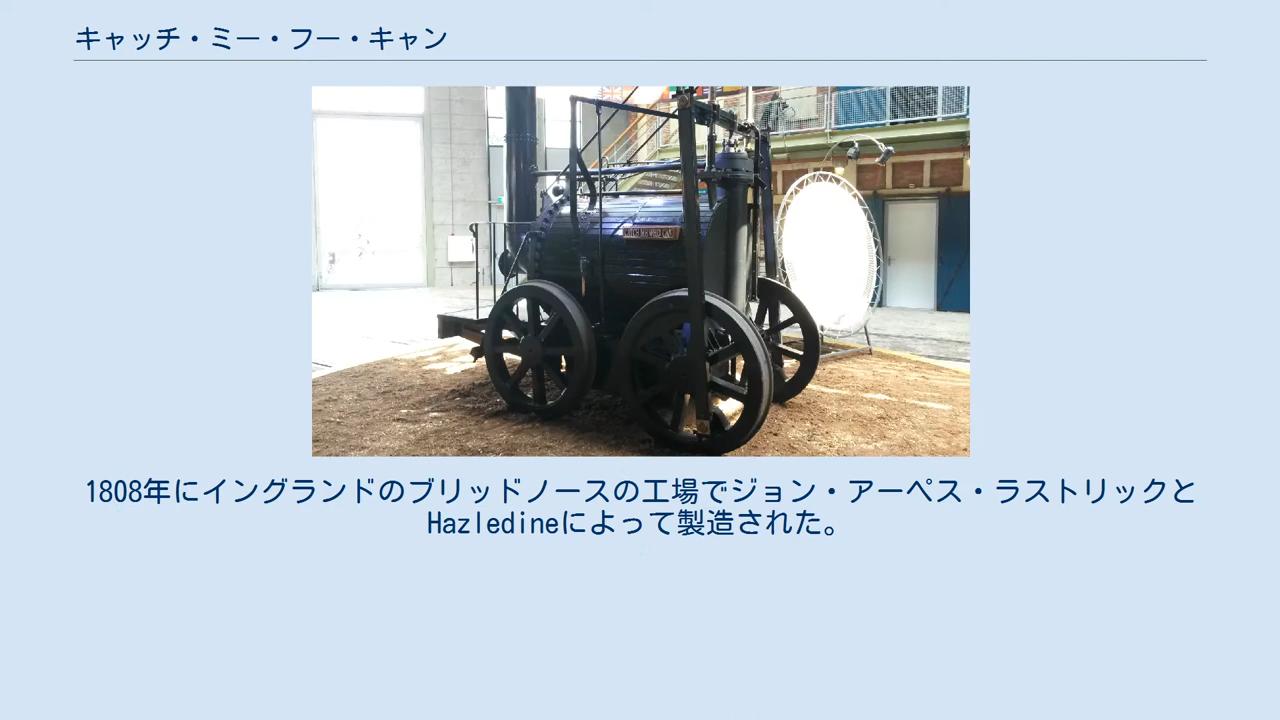 キャッチ・ミー・フー・キャン
1808年にイングランドのブリッドノースの工場でジョン・アーペス・ラストリックと
Hazledineによって製造された。